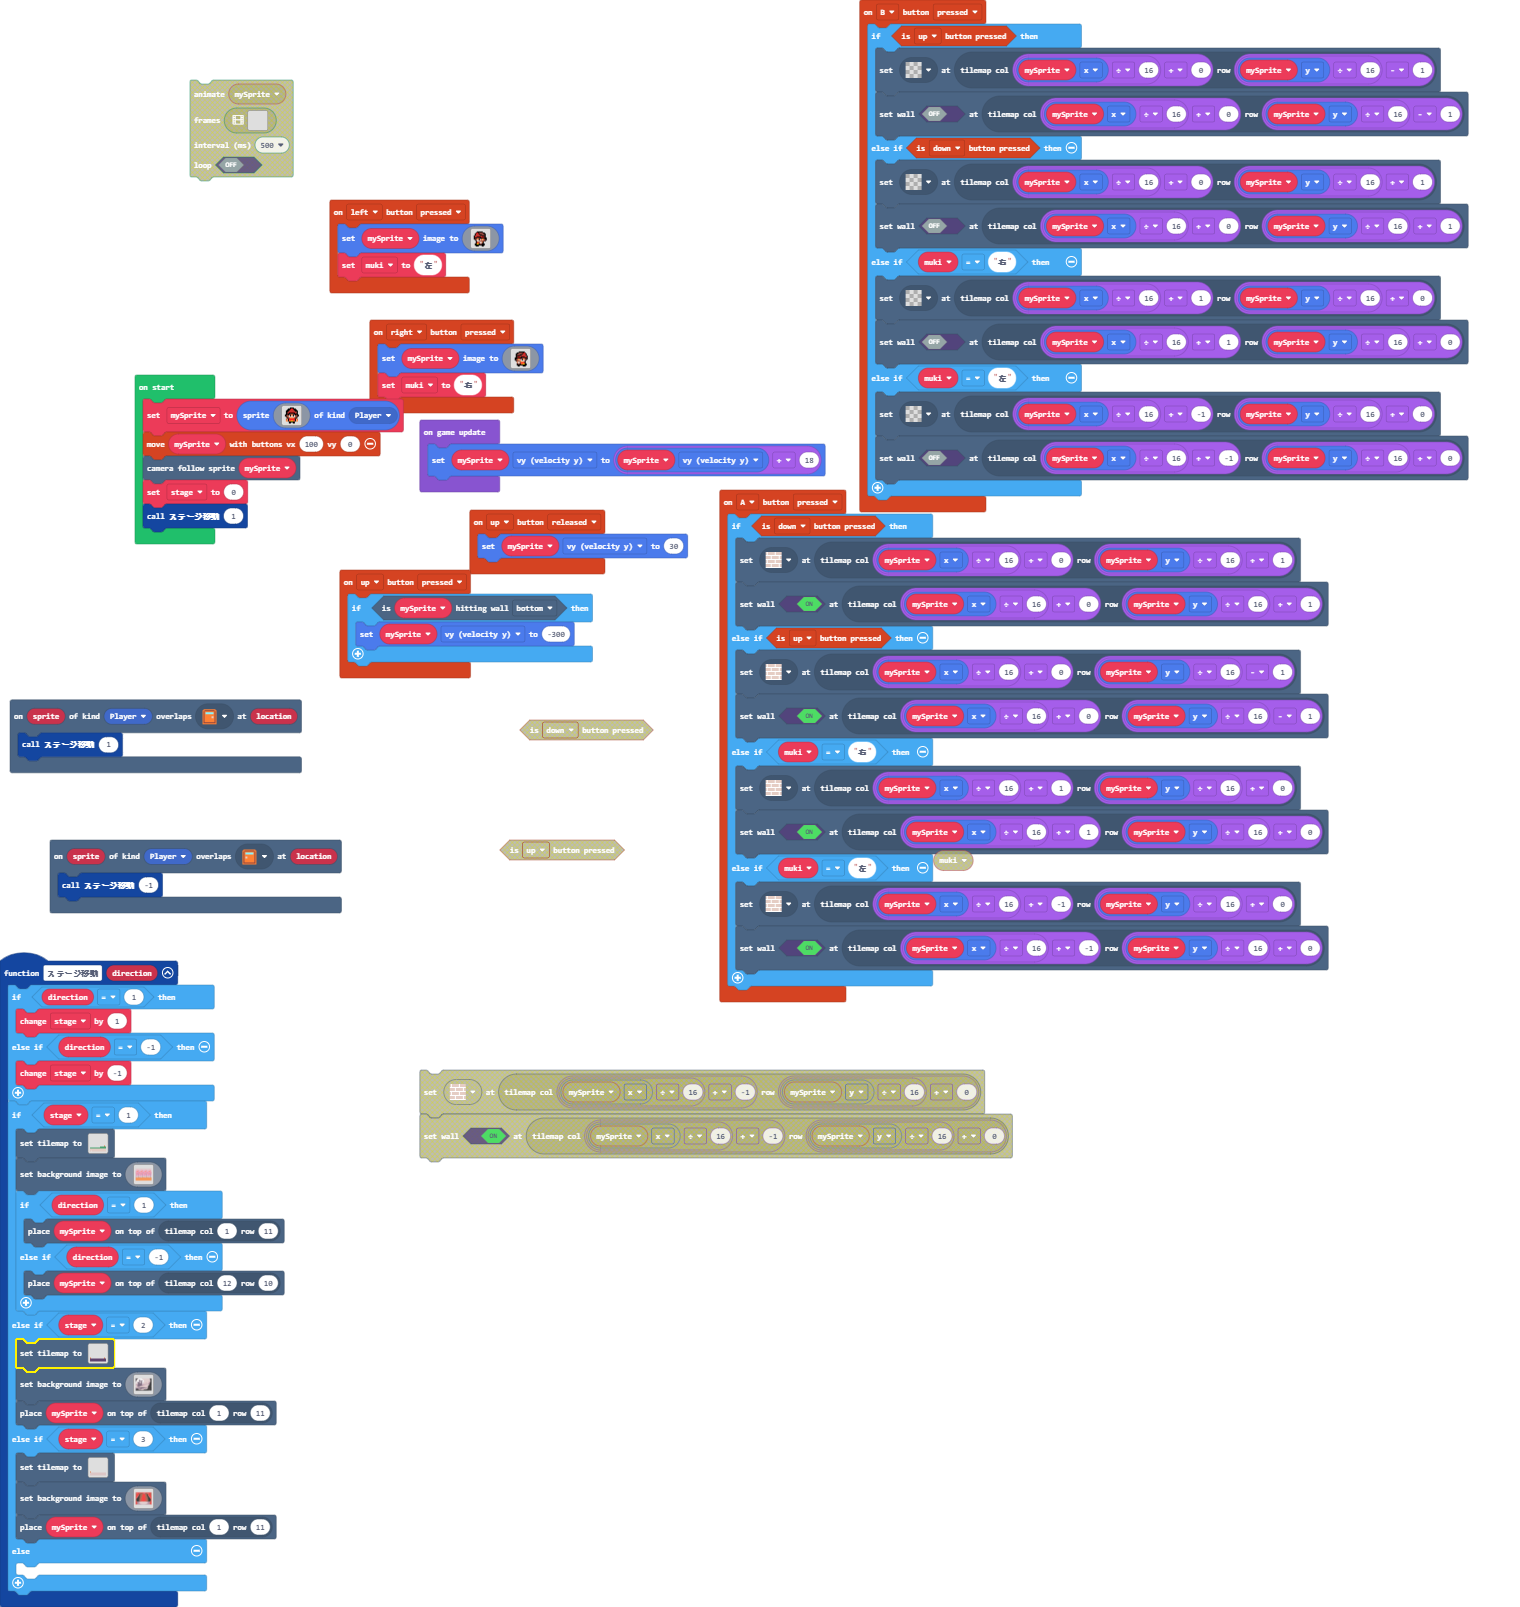 animate mySprite
frames
interval (ms) 500
loop OFF
on left button pressed
set mySprite image to
set muki to "左"
on right button pressed
set mySprite image to
set muki to "右"
on start
set mySprite to sprite of kind Player
move mySprite with buttons vx 100 vy 0
camera follow sprite mySprite
set stage to 0
call ステージ移動 1
on game update
set mySprite vy (velocity y) to mySprite vy (velocity y) + 18
on up button released
set mySprite vy (velocity y) to 30
on up button pressed
if is mySprite hitting wall bottom then
set mySprite vy (velocity y) to -300
on sprite of kind Player overlaps at location
call ステージ移動 1
is down button pressed
on sprite of kind Player overlaps at location
call ステージ移動 -1
is up button pressed
on B button pressed
if is up button pressed then
set at tilemap col mySprite x ÷ 16 + 0 row mySprite y ÷ 16 - 1
set wall OFF at tilemap col mySprite x ÷ 16 + 0 row mySprite y ÷ 16 - 1
else if is down button pressed then
set at tilemap col mySprite x ÷ 16 + 0 row mySprite y ÷ 16 + 1
set wall OFF at tilemap col mySprite x ÷ 16 + 0 row mySprite y ÷ 16 + 1
else if muki = "右" then
set at tilemap col mySprite x ÷ 16 + 1 row mySprite y ÷ 16 + 0
set wall OFF at tilemap col mySprite x ÷ 16 + 1 row mySprite y ÷ 16 + 0
else if muki = "左" then
set at tilemap col mySprite x ÷ 16 + -1 row mySprite y ÷ 16 + 0
set wall OFF at tilemap col mySprite x ÷ 16 + -1 row mySprite y ÷ 16 + 0
on A button pressed
if is down button pressed then
set at tilemap col mySprite x ÷ 16 + 0 row mySprite y ÷ 16 + 1
set wall ON at tilemap col mySprite x ÷ 16 + 0 row mySprite y ÷ 16 + 1
else if is up button pressed then
set at tilemap col mySprite x ÷ 16 + 0 row mySprite y ÷ 16 - 1
set wall ON at tilemap col mySprite x ÷ 16 + 0 row mySprite y ÷ 16 - 1
else if muki = "右" then
set at tilemap col mySprite x ÷ 16 + 1 row mySprite y ÷ 16 + 0
set wall ON at tilemap col mySprite x ÷ 16 + 1 row mySprite y ÷ 16 + 0
else if muki = "左" then
muki
set at tilemap col mySprite x ÷ 16 + -1 row mySprite y ÷ 16 + 0
set wall ON at tilemap col mySprite x ÷ 16 + -1 row mySprite y ÷ 16 + 0
function ステージ移動 direction
if direction = 1 then
change stage by 1
else if direction = -1 then
change stage by -1
if stage = 1 then
set tilemap to
set background image to
if direction = 1 then
place mySprite on top of tilemap col 1 row 11
else if direction = -1 then
place mySprite on top of tilemap col 12 row 10
else if stage = 2 then
set tilemap to
set background image to
place mySprite on top of tilemap col 1 row 11
else if stage = 3 then
set tilemap to
set background image to
place mySprite on top of tilemap col 1 row 11
else
set at tilemap col mySprite x ÷ 16 + -1 row mySprite y ÷ 16 + 0
set wall ON at tilemap col mySprite x ÷ 16 + -1 row mySprite y ÷ 16 + 0